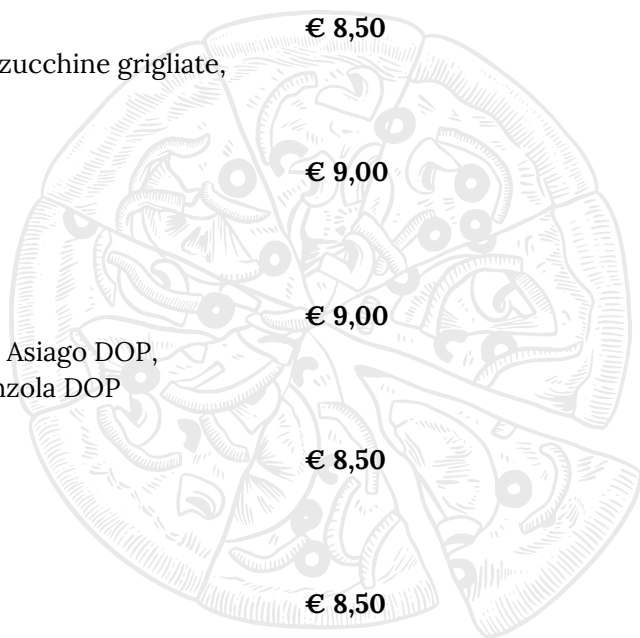 € 8,50
zucchine grigliate,
€ 9,00
€ 9,00
Asiago DOP,
nzola DOP
€ 8,50
€ 8,50